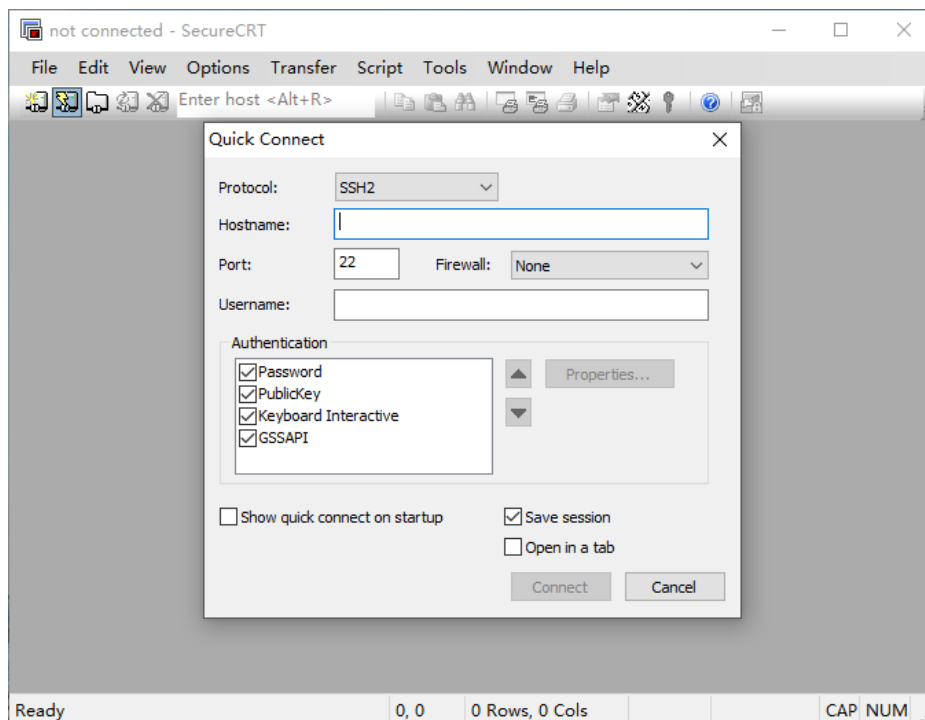 not connected - SecureCRT
File Edit View Options Transfer Script Tools Window Help
Enter host <Alt+R>
Quick Connect
Protocol: SSH2
Hostname:
Port: 22 Firewall: None
Username:
Authentication
Password
PublicKey
Keyboard Interactive
GSSAPI
Properties...
Show quick connect on startup
Save session
Open in a tab
Connect Cancel
Ready 0, 0 0 Rows, 0 Cols CAP NUM